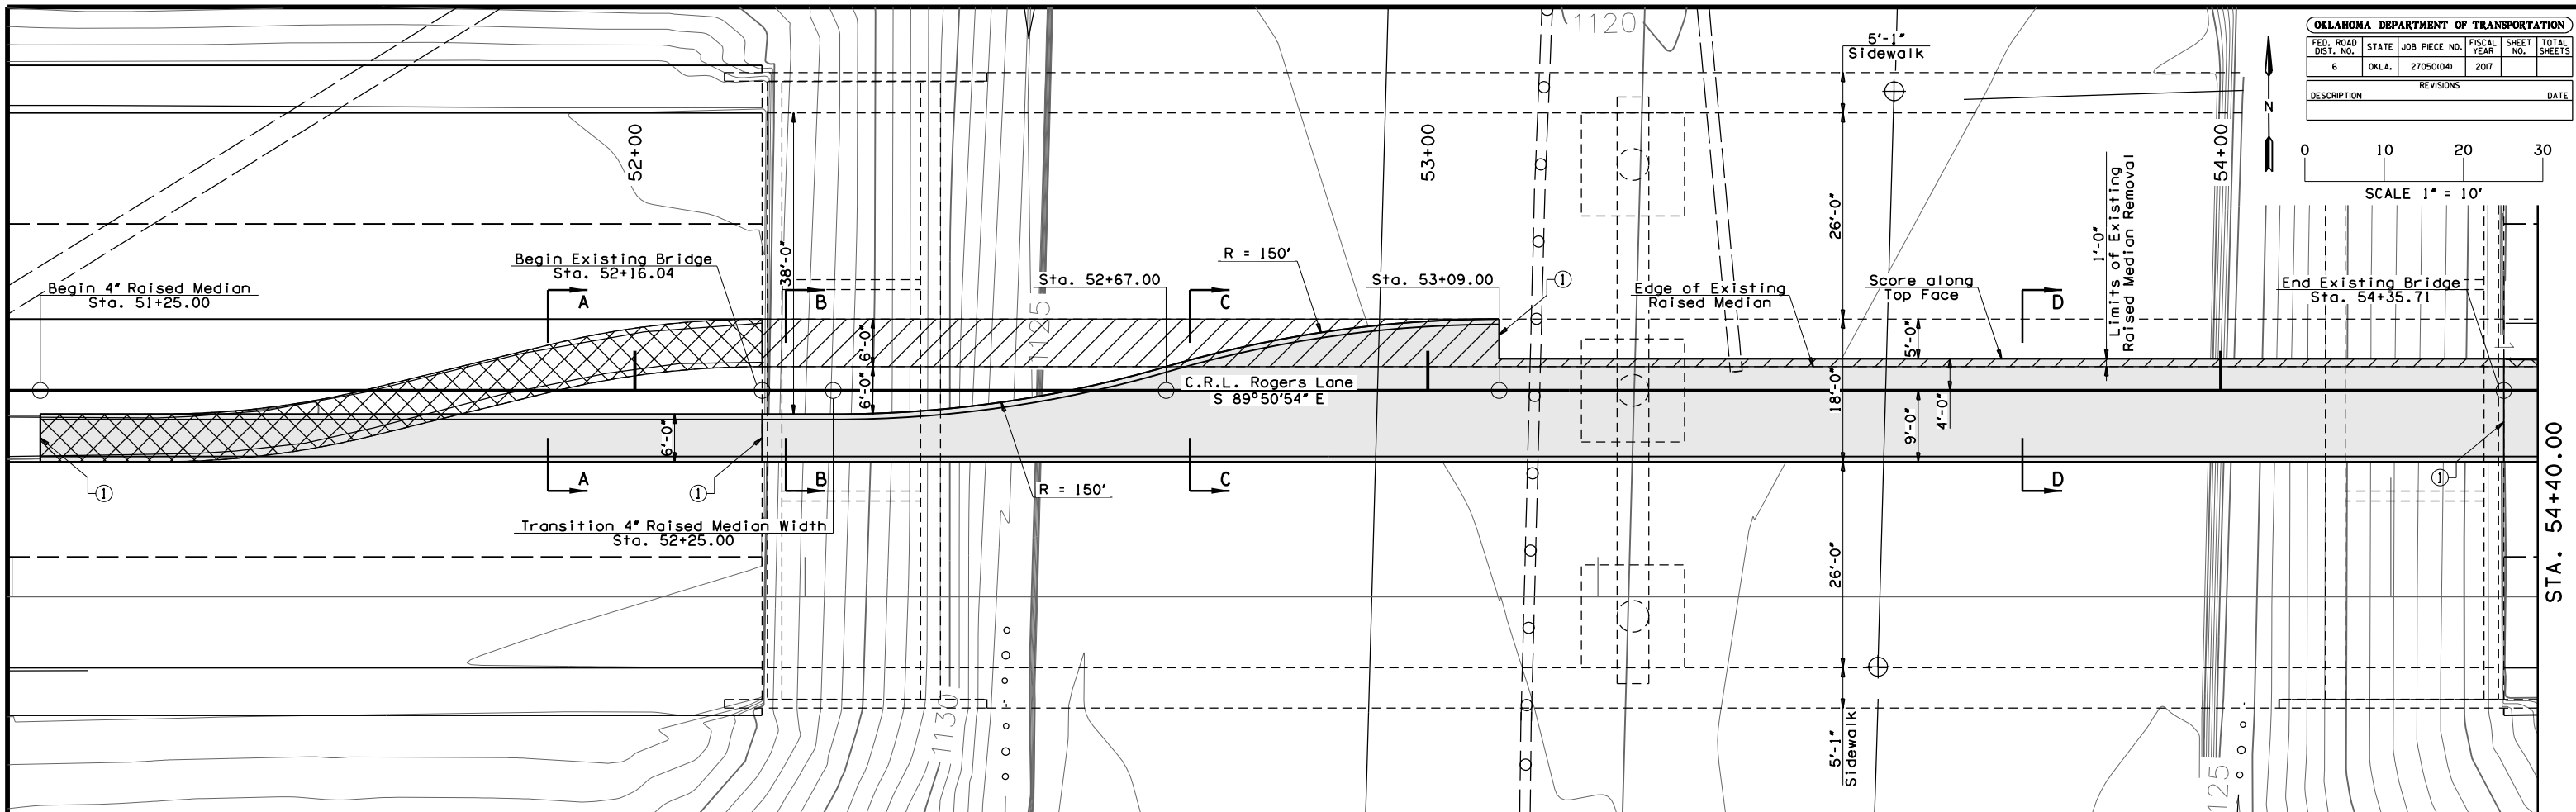 1120
5'-1"
Sidewalk
OKLAHOMA DEPARTMENT OF TRANSPORTATION
FED. ROAD DIST. NO.
STATE
JOB PIECE NO.
FISCAL YEAR
SHEET NO.
TOTAL SHEETS
6
OKLA.
27050(04)
2017
REVISIONS
DESCRIPTION
DATE
N
0 10 20 30
SCALE 1" = 10'
52+00
53+00
54+00
38'-0"
26'-0"
1'-0"
Limits of Existing
Raised Median Removal
Begin 4" Raised Median
Sta. 51+25.00
Begin Existing Bridge
Sta. 52+16.04
A
B
Sta. 52+67.00
C
R = 150'
Sta. 53+09.00
1
Edge of Existing
Raised Median
Score along
Top Face
D
End Existing Bridge
Sta. 54+35.71
1125
6'-0"
6'-0"
5'-0"
C.R.L. Rogers Lane
S 89°50'54" E
18'-0"
4'-0"
9'-0"
6'-0"
1
A
1
B
R = 150'
C
D
1
Transition 4" Raised Median Width
Sta. 52+25.00
26'-0"
STA. 54+40.00
1130
5'-1"
Sidewalk
1125